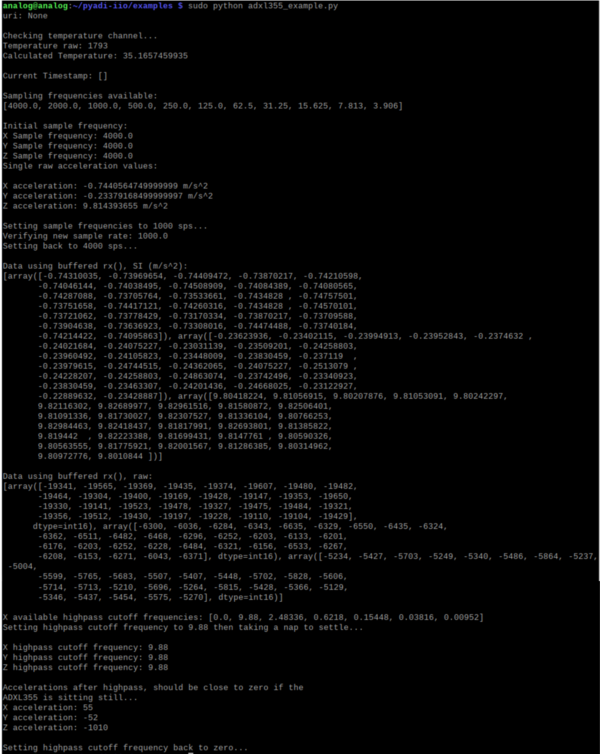 analog@analog:~/pyadi-iio/examples $ sudo python adxl355_example.py
uri: None
Checking temperature channel...
Temperature raw: 1793
Calculated Temperature: 35.1657459935
Current Timestamp: []
Sampling frequencies available:
[4000.0, 2000.0, 1000.0, 500.0, 250.0, 125.0, 62.5, 31.25, 15.625, 7.813, 3.906]
Initial sample frequency:
X Sample frequency: 4000.0
Y Sample frequency: 4000.0
Z Sample frequency: 4000.0
Single raw acceleration values:
X acceleration: -0.7440564749999999 m/s^2
Y acceleration: -0.23379168499999997 m/s^2
Z acceleration: 9.814393655 m/s^2
Setting sample frequencies to 1000 sps...
Verifying new sample rate: 1000.0
Setting back to 4000 sps...
Data using buffered rx(), SI (m/s^2):
[array([-0.74310035, -0.73969654, -0.74409472, -0.73870217, -0.74210598,
-0.74046144, -0.74038495, -0.74508909, -0.74084389, -0.74080565,
-0.74287088, -0.73705764, -0.73533661, -0.7434828 , -0.74757501,
-0.73751658, -0.74417121, -0.74260316, -0.7434828 , -0.74570101,
-0.73721062, -0.73778429, -0.73170334, -0.73870217, -0.73709588,
-0.73904638, -0.73636923, -0.73308016, -0.74474488, -0.73740184,
-0.74214422, -0.74095863]), array([-0.23623936, -0.23402115, -0.23994913, -0.23952843, -0.2374632 ,
-0.24021684, -0.24075227, -0.23031139, -0.23509201, -0.24258803,
-0.23960492, -0.24105823, -0.23448009, -0.23830459, -0.237119  ,
-0.23979615, -0.24744515, -0.24362065, -0.24075227, -0.2513079 ,
-0.24228207, -0.24258803, -0.24863074, -0.23742496, -0.23340923,
-0.23830459, -0.23463307, -0.24201436, -0.24668025, -0.23122927,
-0.22889632, -0.23428887]), array([9.80418224, 9.81056915, 9.80207876, 9.81053091, 9.80242297,
9.82116302, 9.82689977, 9.82961516, 9.81580872, 9.82506401,
9.81091336, 9.81730027, 9.82307527, 9.81336104, 9.80766253,
9.82984463, 9.82418437, 9.81817991, 9.82693801, 9.81385822,
9.819442  , 9.82223388, 9.81699431, 9.8147761 , 9.80590326,
9.80563555, 9.81775921, 9.82001567, 9.81286385, 9.80314962,
9.80972776, 9.8010844 ])]
Data using buffered rx(), raw:
[array([-19341, -19565, -19369, -19435, -19374, -19607, -19480, -19482,
-19464, -19304, -19400, -19169, -19428, -19147, -19353, -19650,
-19330, -19141, -19523, -19478, -19327, -19475, -19484, -19321,
-19356, -19512, -19430, -19197, -19228, -19110, -19104, -19429],
dtype=int16), array([-6300, -6036, -6284, -6343, -6635, -6329, -6550, -6435, -6324,
-6362, -6511, -6482, -6468, -6296, -6252, -6203, -6133, -6201,
-6176, -6203, -6252, -6228, -6484, -6321, -6156, -6533, -6267,
-6208, -6153, -6271, -6043, -6371], dtype=int16), array([-5234, -5427, -5703, -5249, -5340, -5486, -5864, -5237,
-5004,
-5599, -5765, -5683, -5507, -5407, -5448, -5702, -5828, -5606,
-5714, -5713, -5210, -5696, -5264, -5815, -5428, -5366, -5129,
-5346, -5437, -5454, -5575, -5270], dtype=int16)]
X available highpass cutoff frequencies: [0.0, 9.88, 2.48336, 0.6218, 0.15448, 0.03816, 0.00952]
Setting highpass cutoff frequency to 9.88 then taking a nap to settle...
X highpass cutoff frequency: 9.88
Y highpass cutoff frequency: 9.88
Z highpass cutoff frequency: 9.88
Accelerations after highpass, should be close to zero if the
ADXL355 is sitting still...
X acceleration: 55
Y acceleration: -52
Z acceleration: -1010
Setting highpass cutoff frequency back to zero...